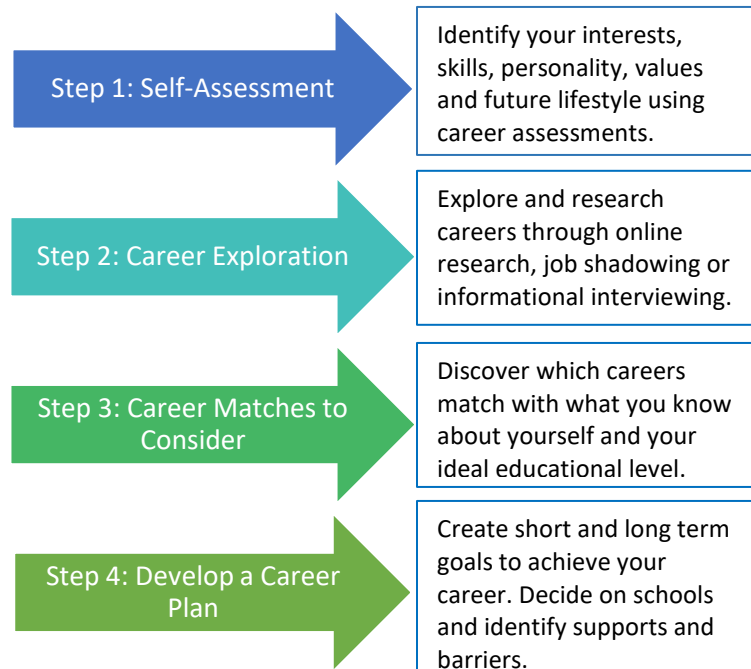 Step 1: Self-Assessment
Identify your interests,
skills, personality, values
and future lifestyle using
career assessments.
Step 2: Career Exploration
Explore and research
careers through online
research, job shadowing or
informational interviewing.
Step 3: Career Matches to
Consider
Discover which careers
match with what you know
about yourself and your
ideal educational level.
Step 4: Develop a Career
Plan
Create short and long term
goals to achieve your
career. Decide on schools
and identify supports and
barriers.